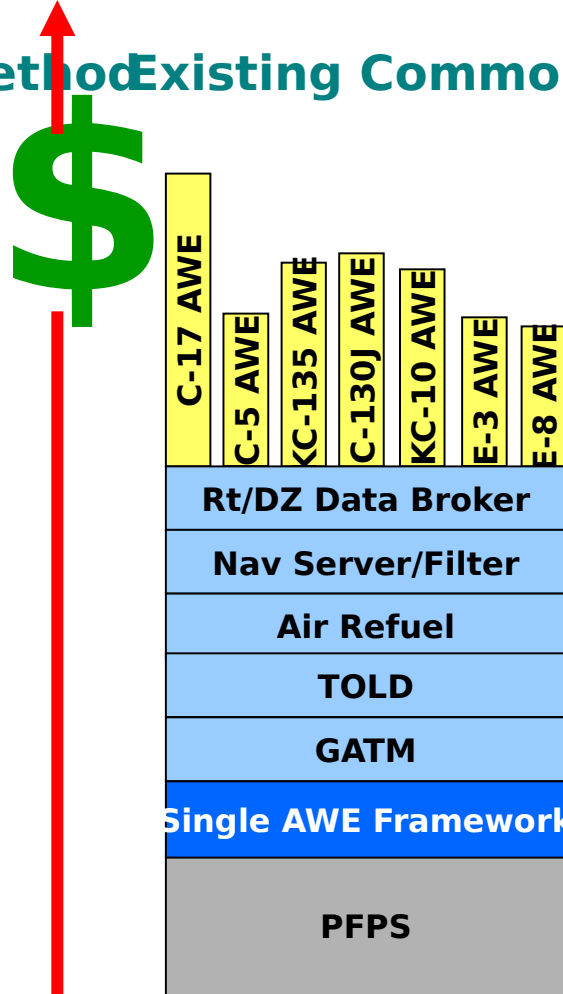 ethod Existing Commo
$
C-17 AWE
C-5 AWE
KC-135 AWE
C-130J AWE
KC-10 AWE
E-3 AWE
E-8 AWE
Rt/DZ Data Broker
Nav Server/Filter
Air Refuel
TOLD
GATM
Single AWE Framework
PFPS